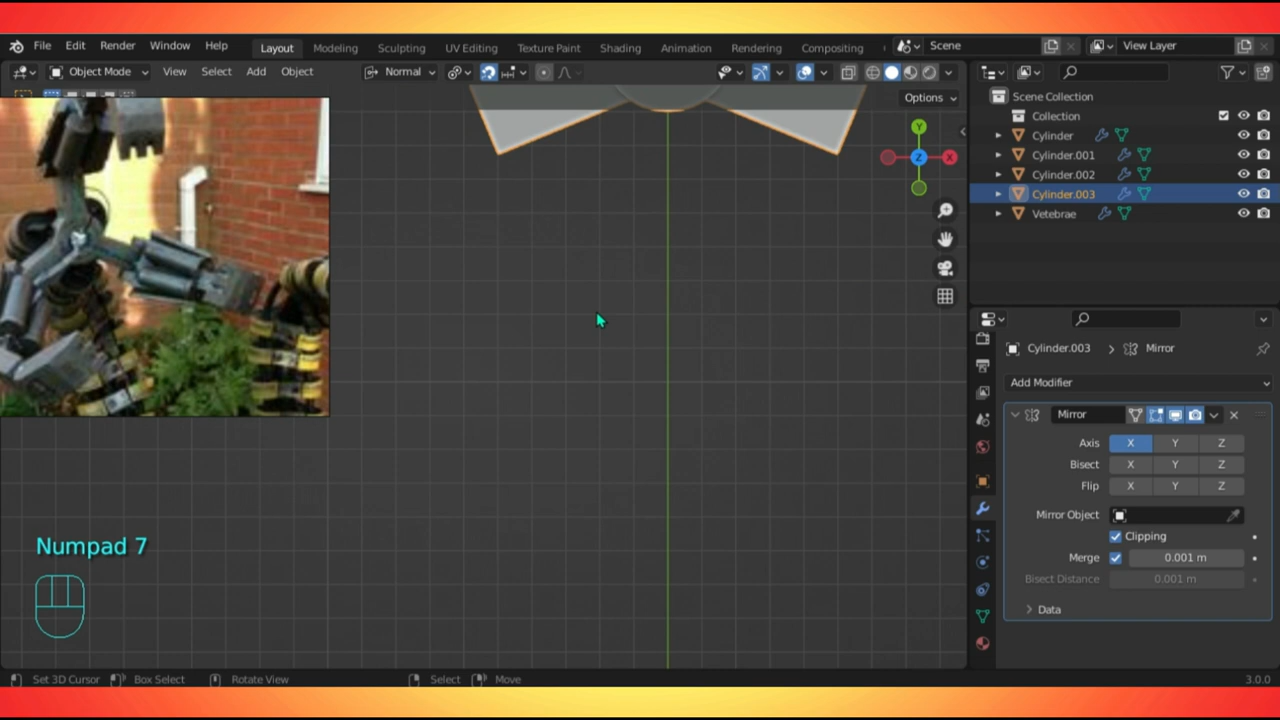 File Edit Render Window Help Layout Modeling Sculpting UV Editing Texture Paint Shading Animation Rendering Compositing Scene View Layer
Object Mode View Select Add Object Normal
Options
Scene Collection
Collection
Cylinder
Cylinder.001
Cylinder.002
Cylinder.003
Vetebrae
Y
Z X
Cylinder.003 > Mirror
Add Modifier
Mirror
Axis X Y Z
Bisect X Y Z
Flip X Y Z
Mirror Object
Clipping
Merge 0.001 m
Bisect Distance 0.001 m
Data
Numpad 7
Set 3D Cursor Box Select Rotate View Select Move 3.0.0